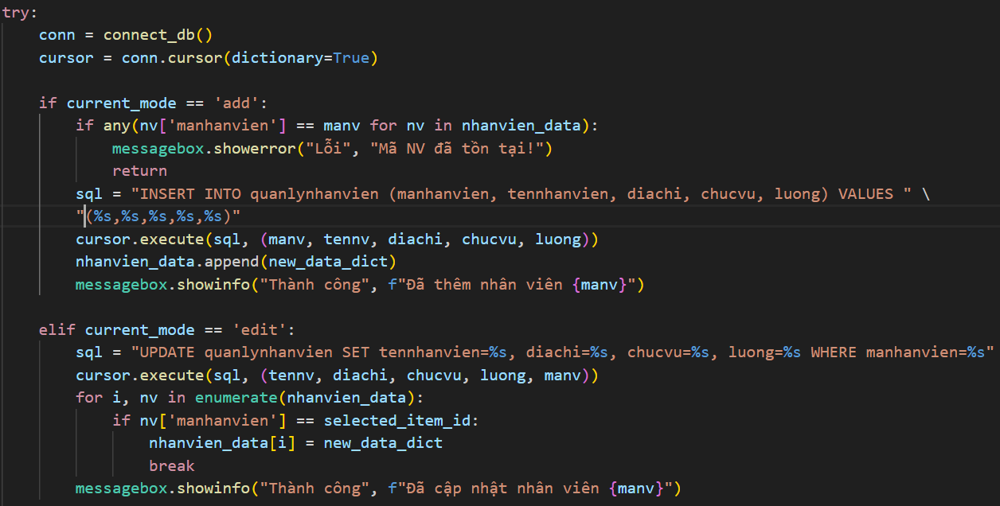 try:
    conn = connect_db()
    cursor = conn.cursor(dictionary=True)

    if current_mode == 'add':
        if any(nv['manhanvien'] == manv for nv in nhanvien_data):
            messagebox.showerror("Lỗi", "Mã NV đã tồn tại!")
            return
        sql = "INSERT INTO quanlynhanvien (manhanvien, tennhanvien, diachi, chucvu, luong) VALUES " \
        "(%s,%s,%s,%s,%s)"
        cursor.execute(sql, (manv, tennv, diachi, chucvu, luong))
        nhanvien_data.append(new_data_dict)
        messagebox.showinfo("Thành công", f"Đã thêm nhân viên {manv}")

    elif current_mode == 'edit':
        sql = "UPDATE quanlynhanvien SET tennhanvien=%s, diachi=%s, chucvu=%s, luong=%s WHERE manhanvien=%s"
        cursor.execute(sql, (tennv, diachi, chucvu, luong, manv))
        for i, nv in enumerate(nhanvien_data):
            if nv['manhanvien'] == selected_item_id:
                nhanvien_data[i] = new_data_dict
                break
        messagebox.showinfo("Thành công", f"Đã cập nhật nhân viên {manv}")